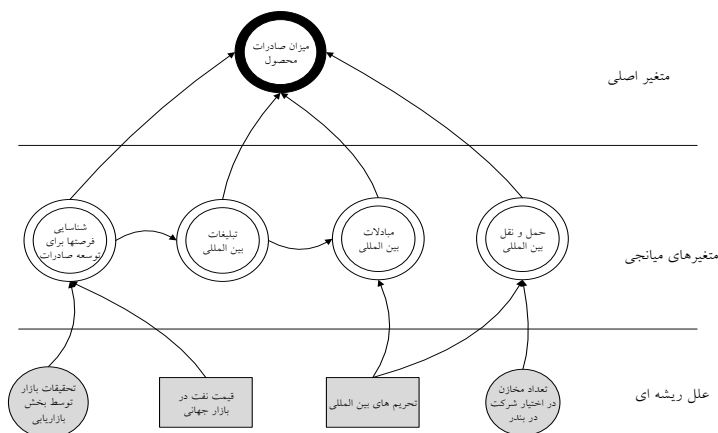 میزان صادرات
محصول
متغیر اصلی
حمل و نقل
بین المللی
مبادلات
بین المللی
تبلیغات
بین المللی
شناسایی
فرصتها برای
توسعه صادرات
متغیرهای میانجی
تعداد مخازن
در اختیار شرکت
در بندر
تحریم های بین المللی
قیمت نفت در
بازار جهانی
تحقیقات بازار
توسط بخش
بازاریابی
علل ریشه ای